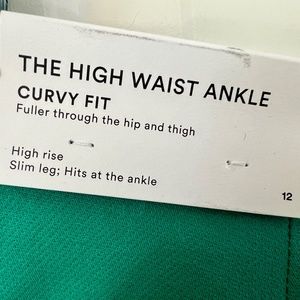 THE HIGH WAIST ANKLE
CURVY FIT
Fuller through the hip and thigh
High rise
Slim leg; Hits at the ankle
12